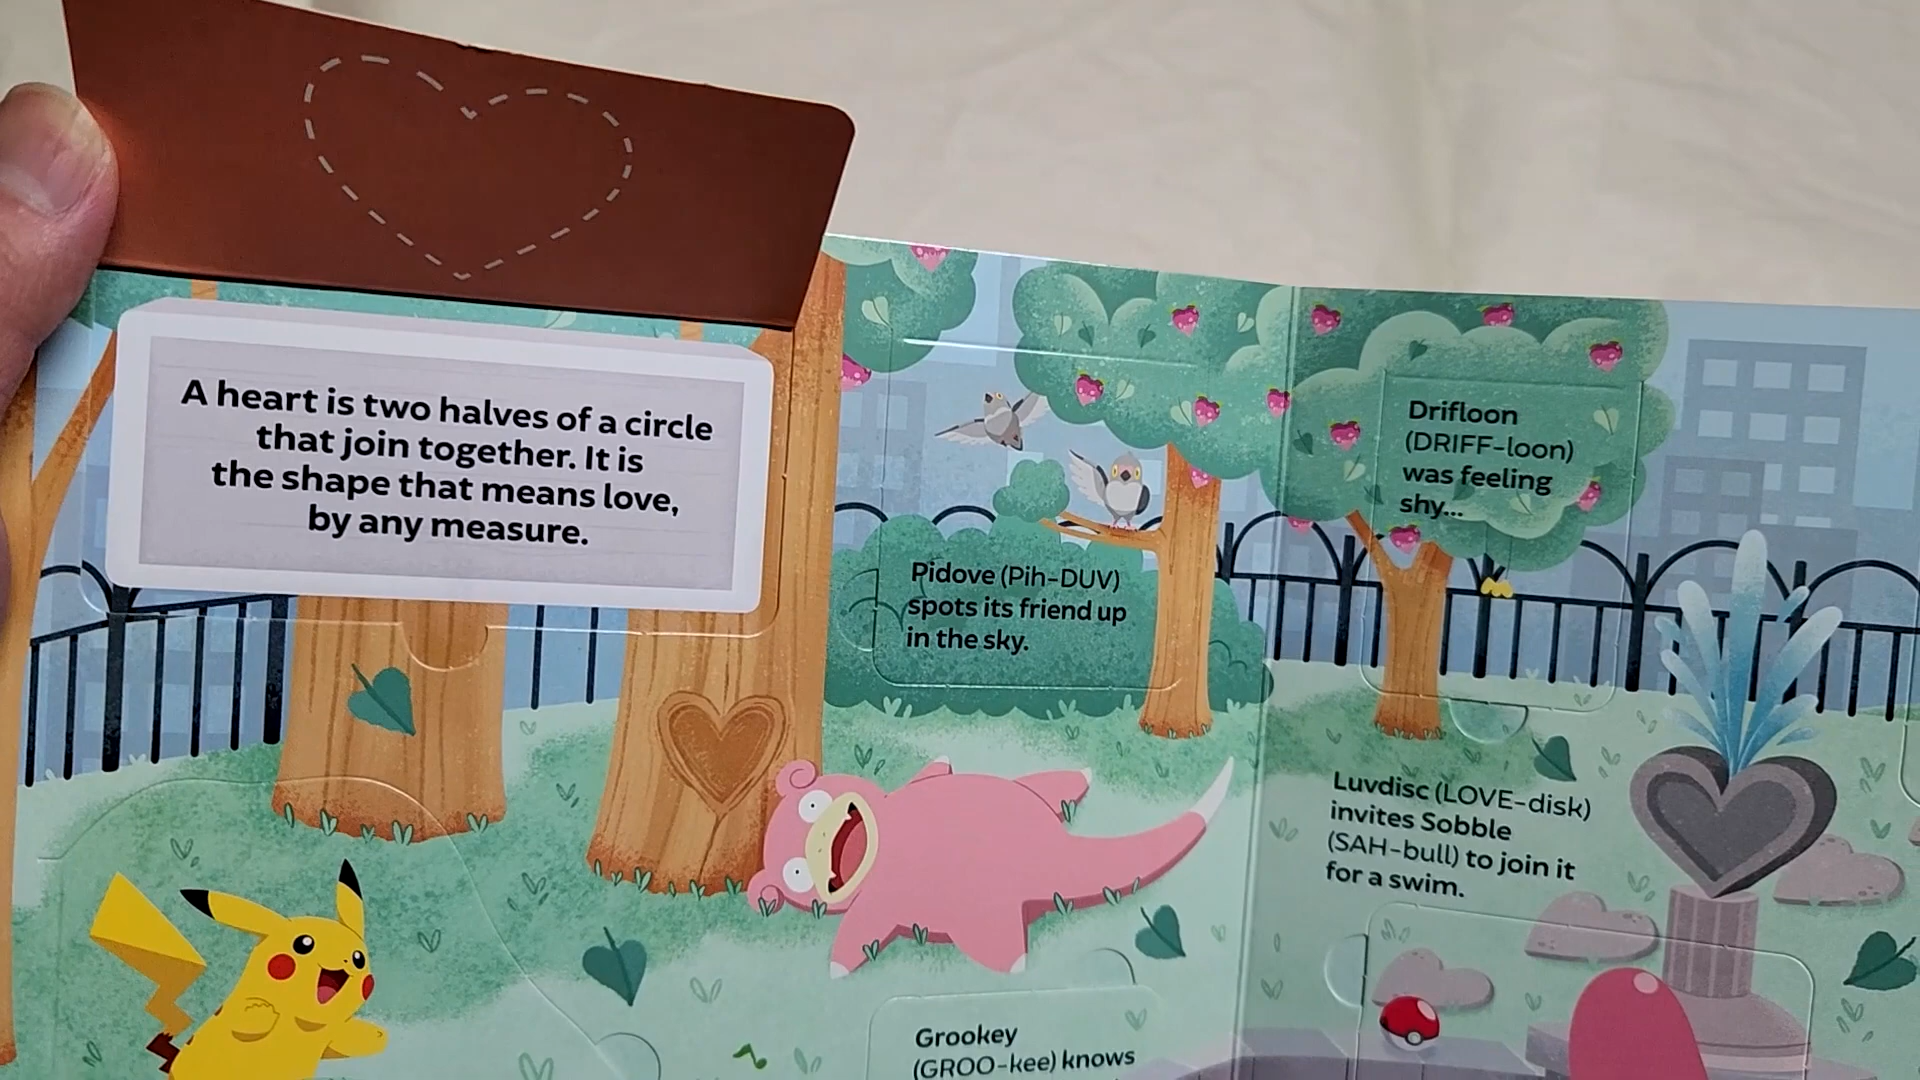 A heart is two halves of a circle
that join together. It is
the shape that means love,
by any measure.
Pidove (Pih-DUV)
spots its friend up
in the sky.
Drifloon
(DRIFF-loon)
was feeling
shy...
Luvdisc (LOVE-disk)
invites Sobble
(SAH-bull) to join it
for a swim.
Grookey
(GROO-kee) knows